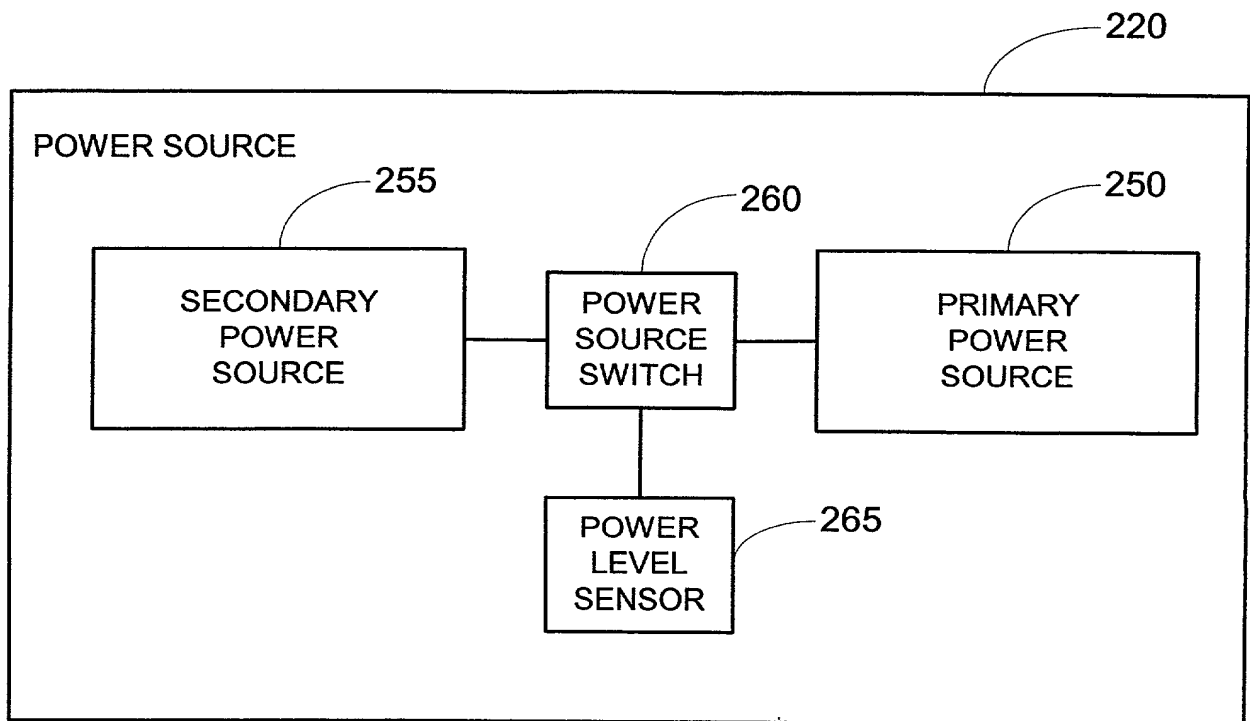 220
POWER SOURCE
255
260
250
SECONDARY
POWER
SOURCE
POWER
SOURCE
SWITCH
PRIMARY
POWER
SOURCE
POWER
LEVEL
SENSOR
265